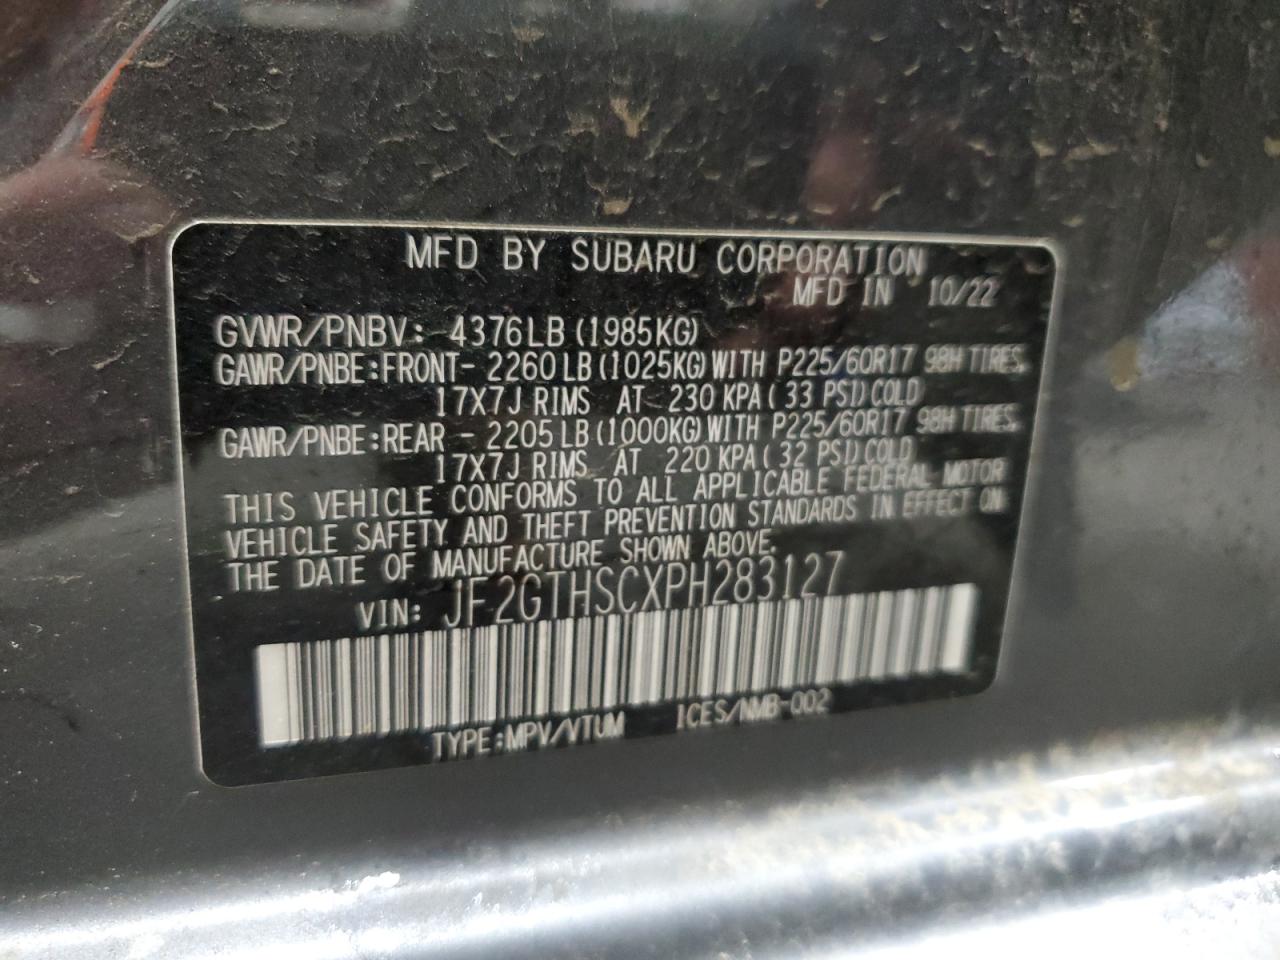 MFD BY SUBARU CORPORATION
MFD IN 10/22
GVWR/PNBV: 4376LB (1985KG)
GAWR/PNBE:FRONT- 2260 LB (1025KG) WITH P225/60R17 98H TIRES,
17X7J RIMS AT 230 KPA ( 33 PSI) COLD
GAWR/PNBE:REAR - 2205 LB (1000KG) WITH P225/60R17 98H TIRES,
17X7J RIMS AT 220 KPA ( 32 PSI) COLD
THIS VEHICLE CONFORMS TO ALL APPLICABLE FEDERAL MOTOR
VEHICLE SAFETY AND THEFT PREVENTION STANDARDS IN EFFECT ON
THE DATE OF MANUFACTURE SHOWN ABOVE.
VIN: JF2GTHSCXPH283127
TYPE:MPV/VTUM ICES/NMB-002